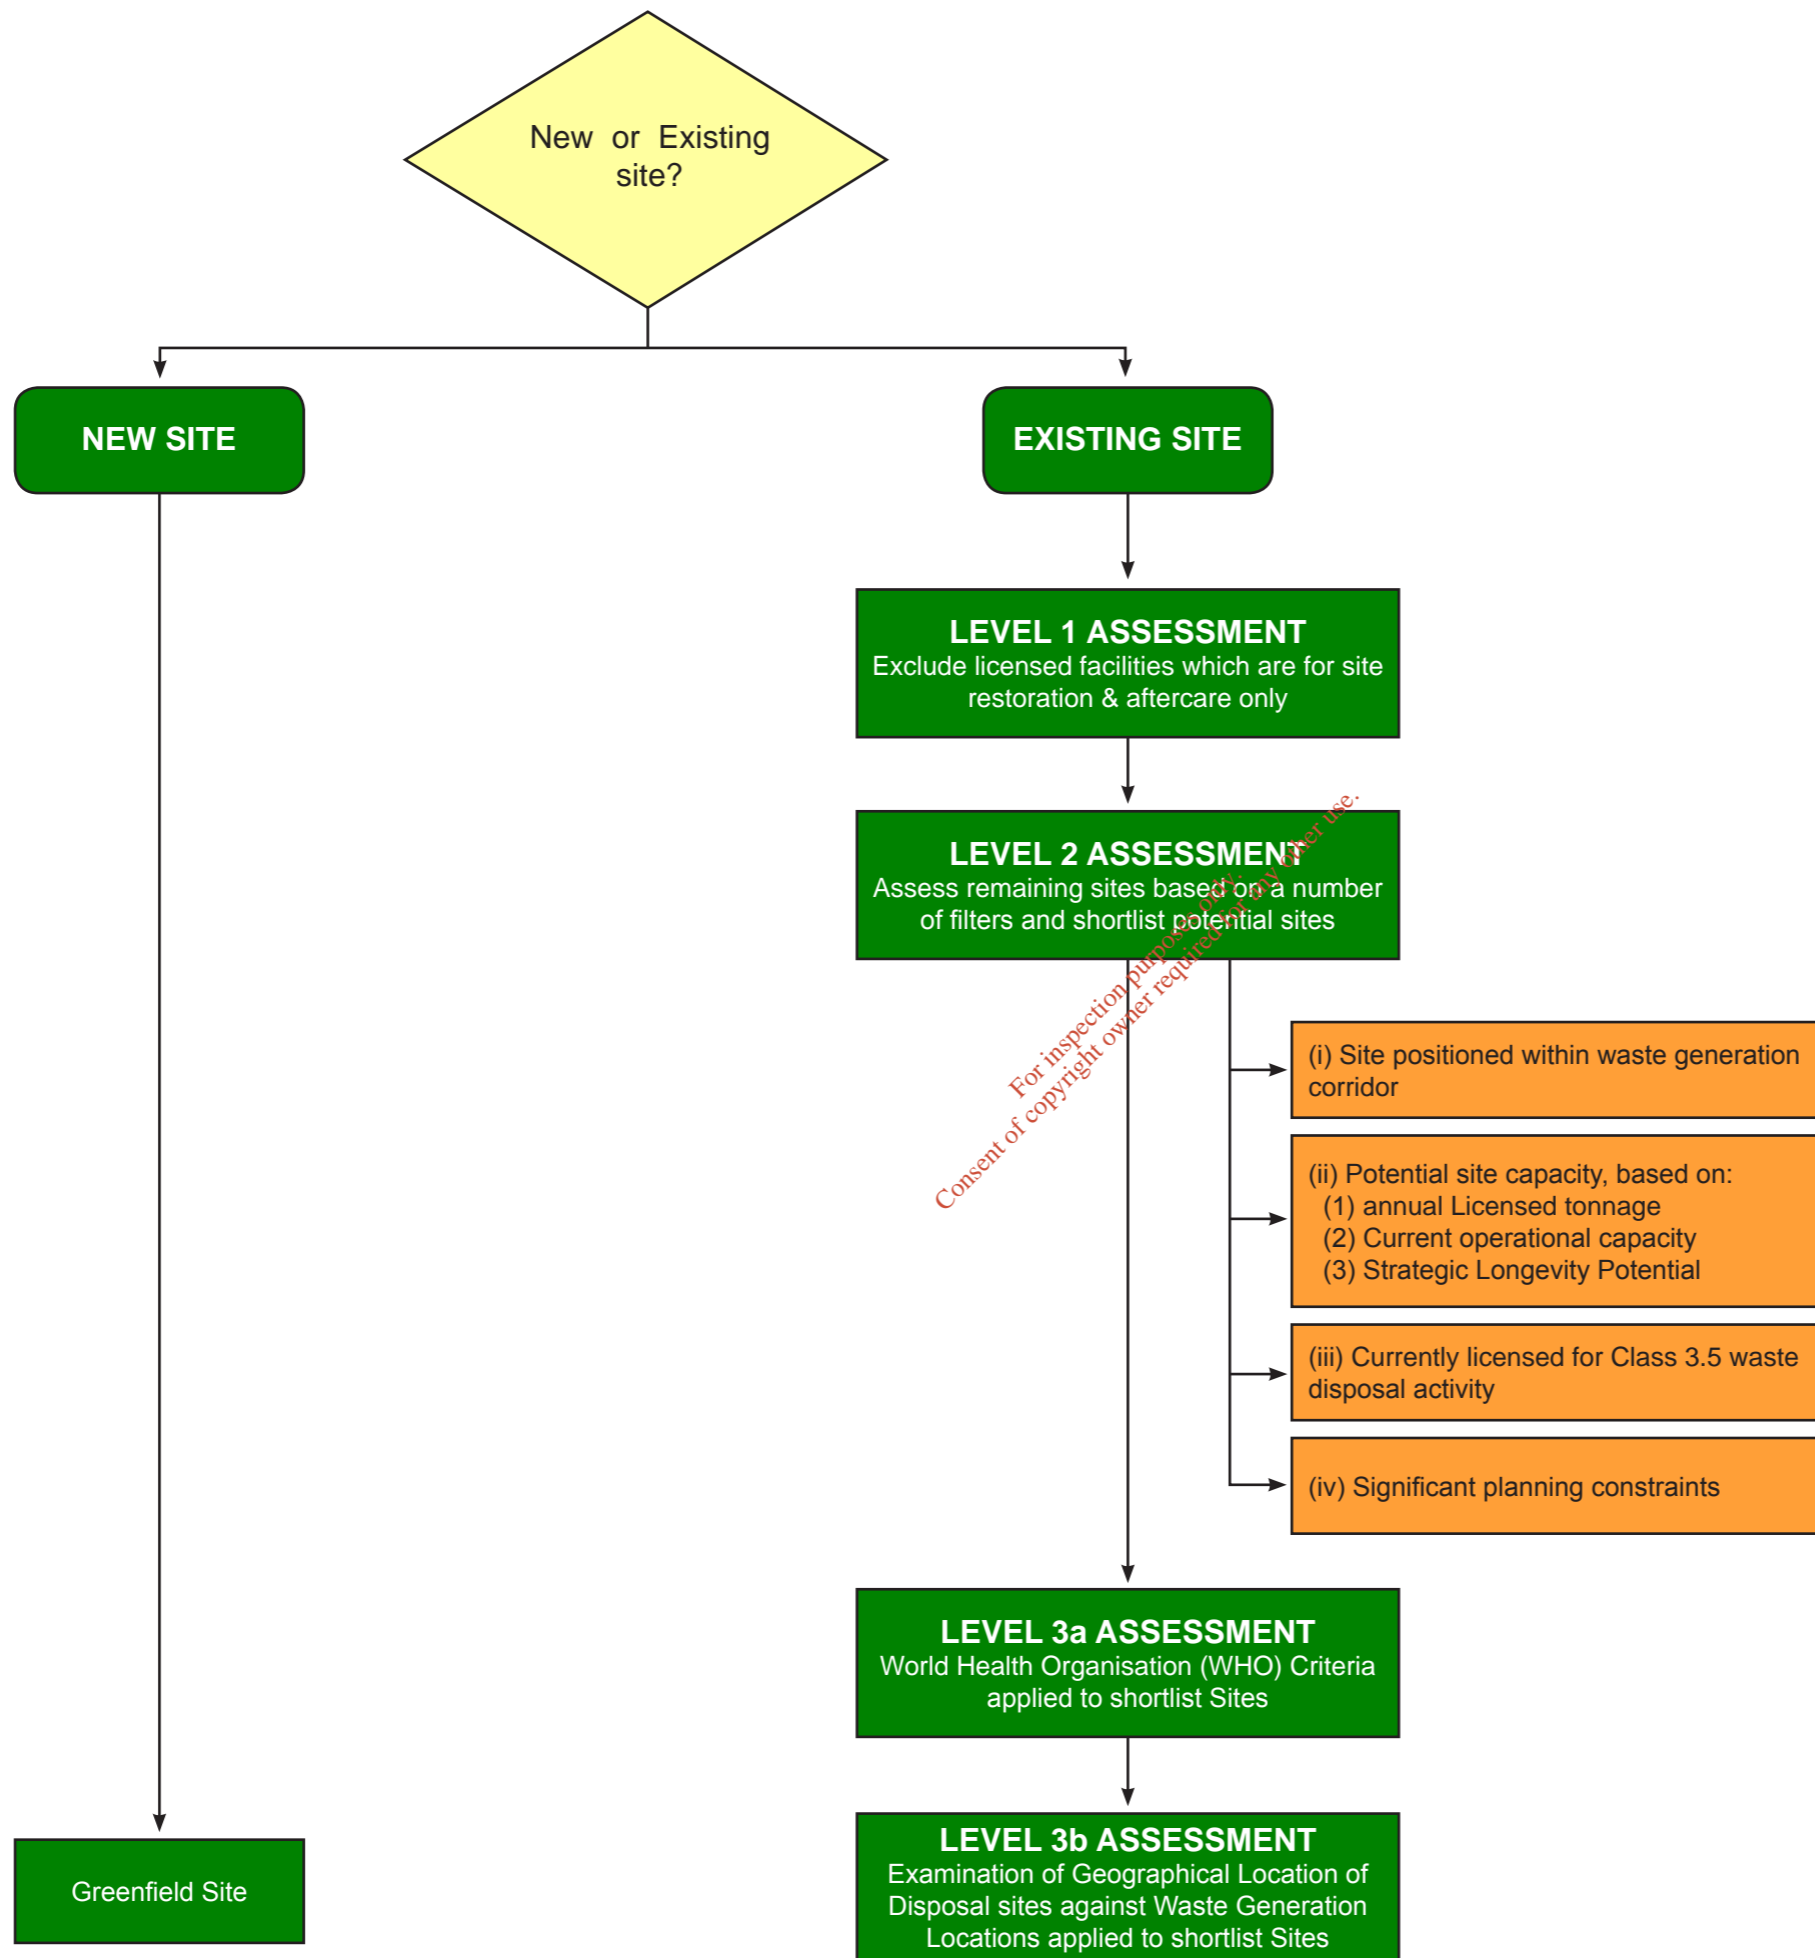 New or Existing
site?
NEW SITE
EXISTING SITE
LEVEL 1 ASSESSMENT
Exclude licensed facilities which are for site
restoration & aftercare only
LEVEL 2 ASSESSMENT
Assess remaining sites based on a number
of filters and shortlist potential sites
For inspection purposes only.
Consent of copyright owner required for any other use.
(i) Site positioned within waste generation
corridor
(ii) Potential site capacity, based on:
(1) annual Licensed tonnage
(2) Current operational capacity
(3) Strategic Longevity Potential
(iii) Currently licensed for Class 3.5 waste
disposal activity
(iv) Significant planning constraints
LEVEL 3a ASSESSMENT
World Health Organisation (WHO) Criteria
applied to shortlist Sites
Greenfield Site
LEVEL 3b ASSESSMENT
Examination of Geographical Location of
Disposal sites against Waste Generation
Locations applied to shortlist Sites